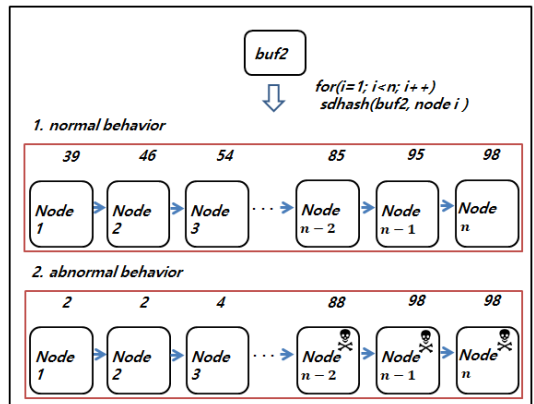 buf2
for(i=1; i<n; i++)
sdhash(buf2, node i )
1. normal behavior
39 46 54 85 95 98
Node 1 Node 2 Node 3 ... Node n − 2 Node n − 1 Node n
2. abnormal behavior
2 2 4 88 98 98
Node 1 Node 2 Node 3 ... Node n − 2 Node n − 1 Node n